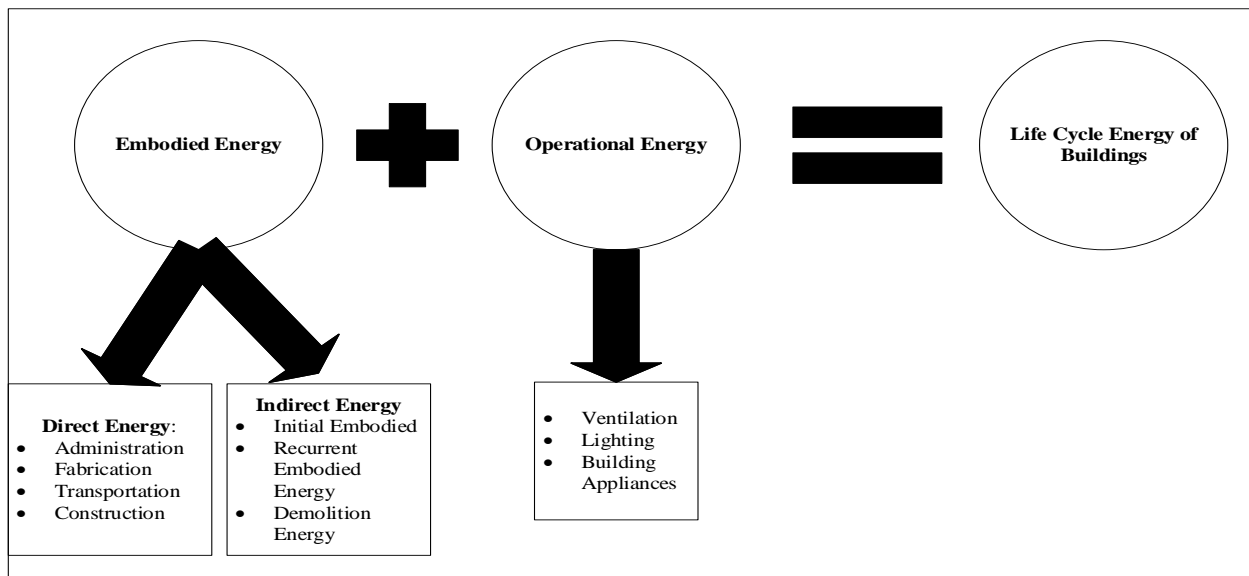 Embodied Energy
Operational Energy
Life Cycle Energy of
Buildings
Direct Energy:
• Administration
• Fabrication
• Transportation
• Construction
Indirect Energy
• Initial Embodied
• Recurrent
Embodied
Energy
• Demolition
Energy
• Ventilation
• Lighting
• Building
Appliances